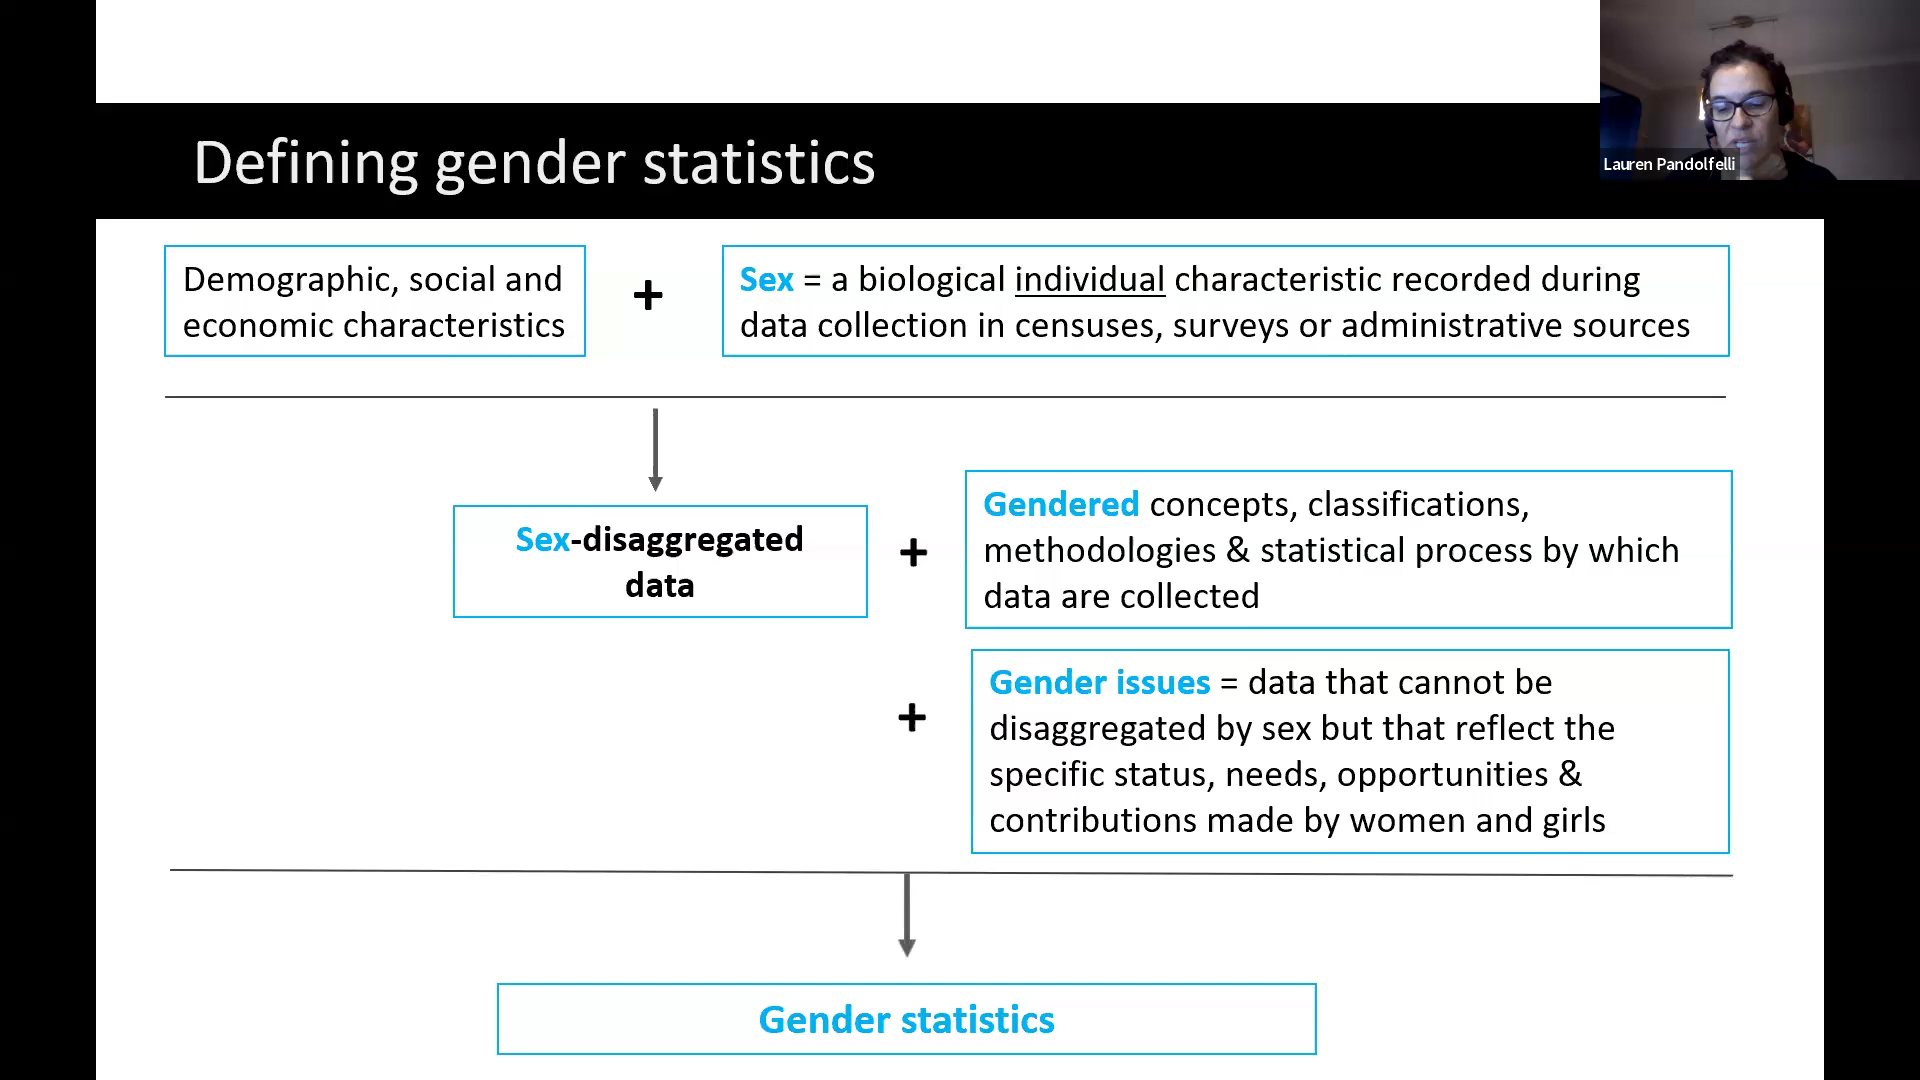 Lauren Pandolfelli
Defining gender statistics
Demographic, social and
economic characteristics
+
Sex = a biological individual characteristic recorded during
data collection in censuses, surveys or administrative sources
Sex-disaggregated
data
+
Gendered concepts, classifications,
methodologies & statistical process by which
data are collected
+
Gender issues = data that cannot be
disaggregated by sex but that reflect the
specific status, needs, opportunities &
contributions made by women and girls
Gender statistics